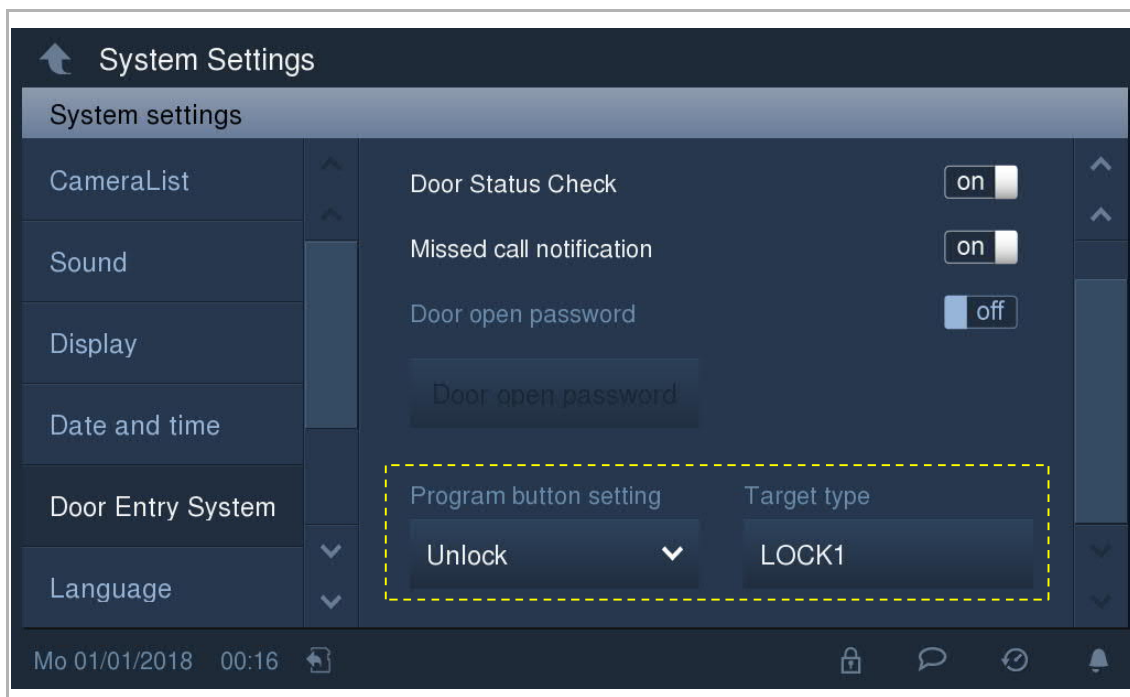 System Settings
System settings
CameraList
Sound
Display
Date and time
Door Entry System
Language
Door Status Check
on
Missed call notification
on
Door open password
off
Door open password
Program button setting
Target type
Unlock
LOCK1
Mo 01/01/2018 00:16